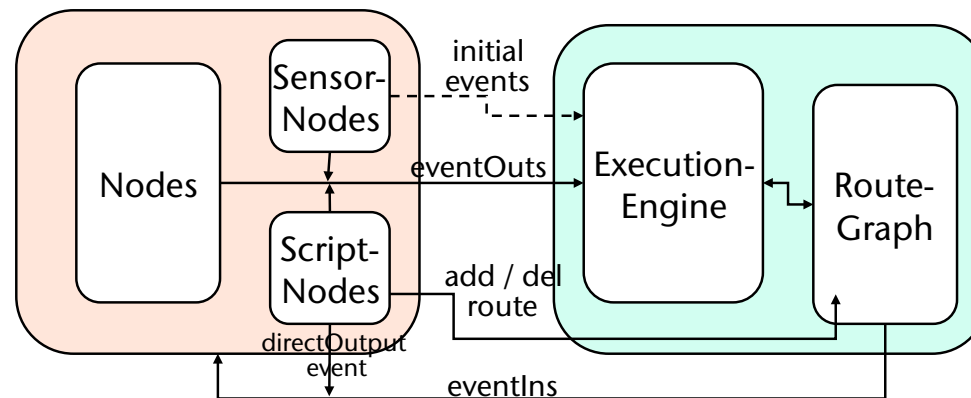 Sensor-
Nodes
initial
events
Nodes
eventOuts
Execution-
Engine
Route-
Graph
Script-
Nodes
add / del
route
directOutput
event
eventIns